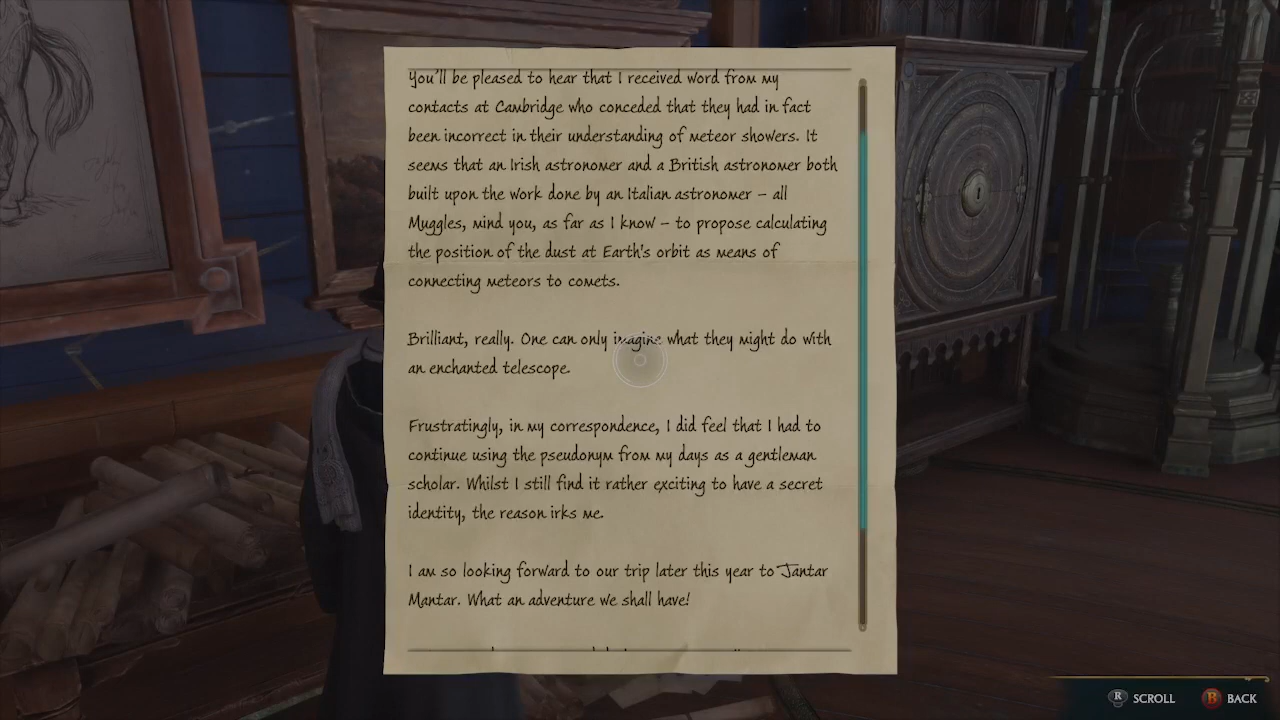 You'll be pleased to hear that I received word from my
contacts at Cambridge who conceded that they had in fact
been incorrect in their understanding of meteor showers. It
seems that an Irish astronomer and a British astronomer both
built upon the work done by an Italian astronomer – all
Muggles, mind you, as far as I know – to propose calculating
the position of the dust at Earth's orbit as means of
connecting meteors to comets.
Brilliant, really. One can only imagine what they might do with
an enchanted telescope.
Frustratingly, in my correspondence, I did feel that I had to
continue using the pseudonym from my days as a gentleman
scholar. Whilst I still find it rather exciting to have a secret
identity, the reason irks me.
I am so looking forward to our trip later this year to Jantar
Mantar. What an adventure we shall have!
R SCROLL B BACK